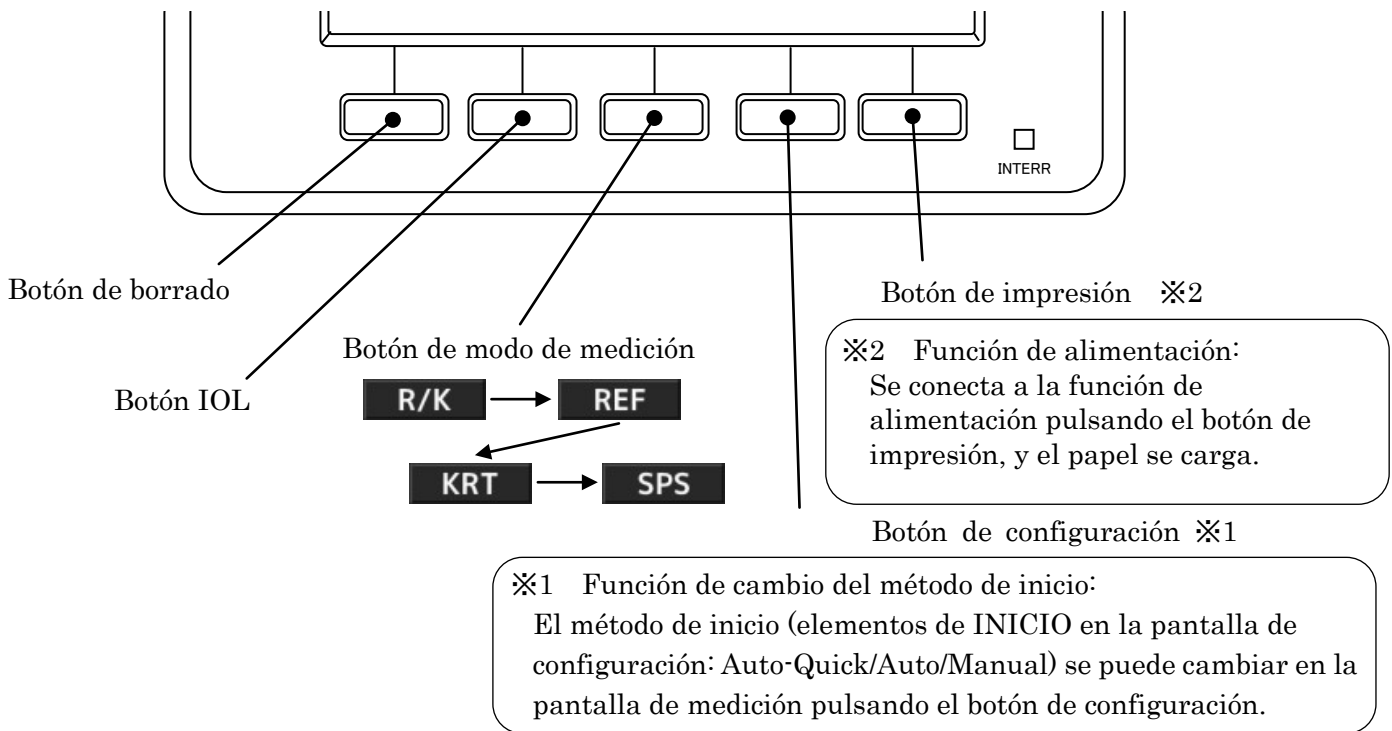 INTERR
Botón de borrado
Botón de impresión ※2
Botón de modo de medición
Botón IOL
R/K
REF
KRT
SPS
※2 Función de alimentación:
Se conecta a la función de
alimentación pulsando el botón de
impresión, y el papel se carga.
Botón de configuración ※1
※1 Función de cambio del método de inicio:
El método de inicio (elementos de INICIO en la pantalla de
configuración: Auto-Quick/Auto/Manual) se puede cambiar en la
pantalla de medición pulsando el botón de configuración.